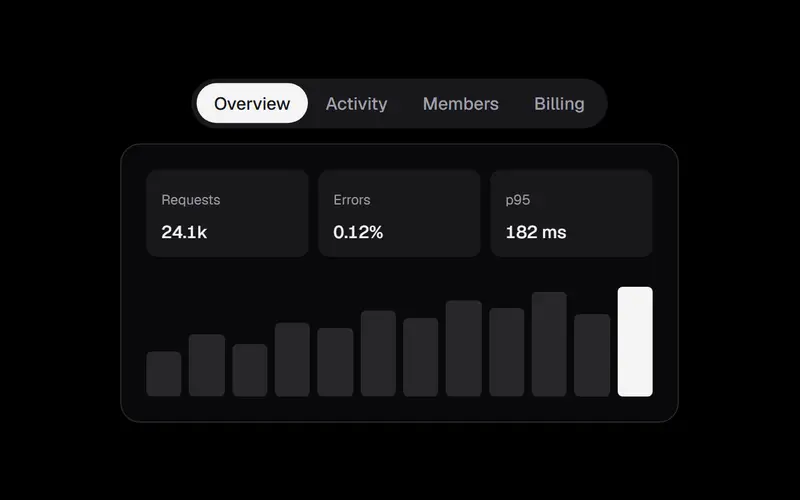 Overview Activity Members Billing
Requests Errors p95
24.1k 0.12% 182 ms